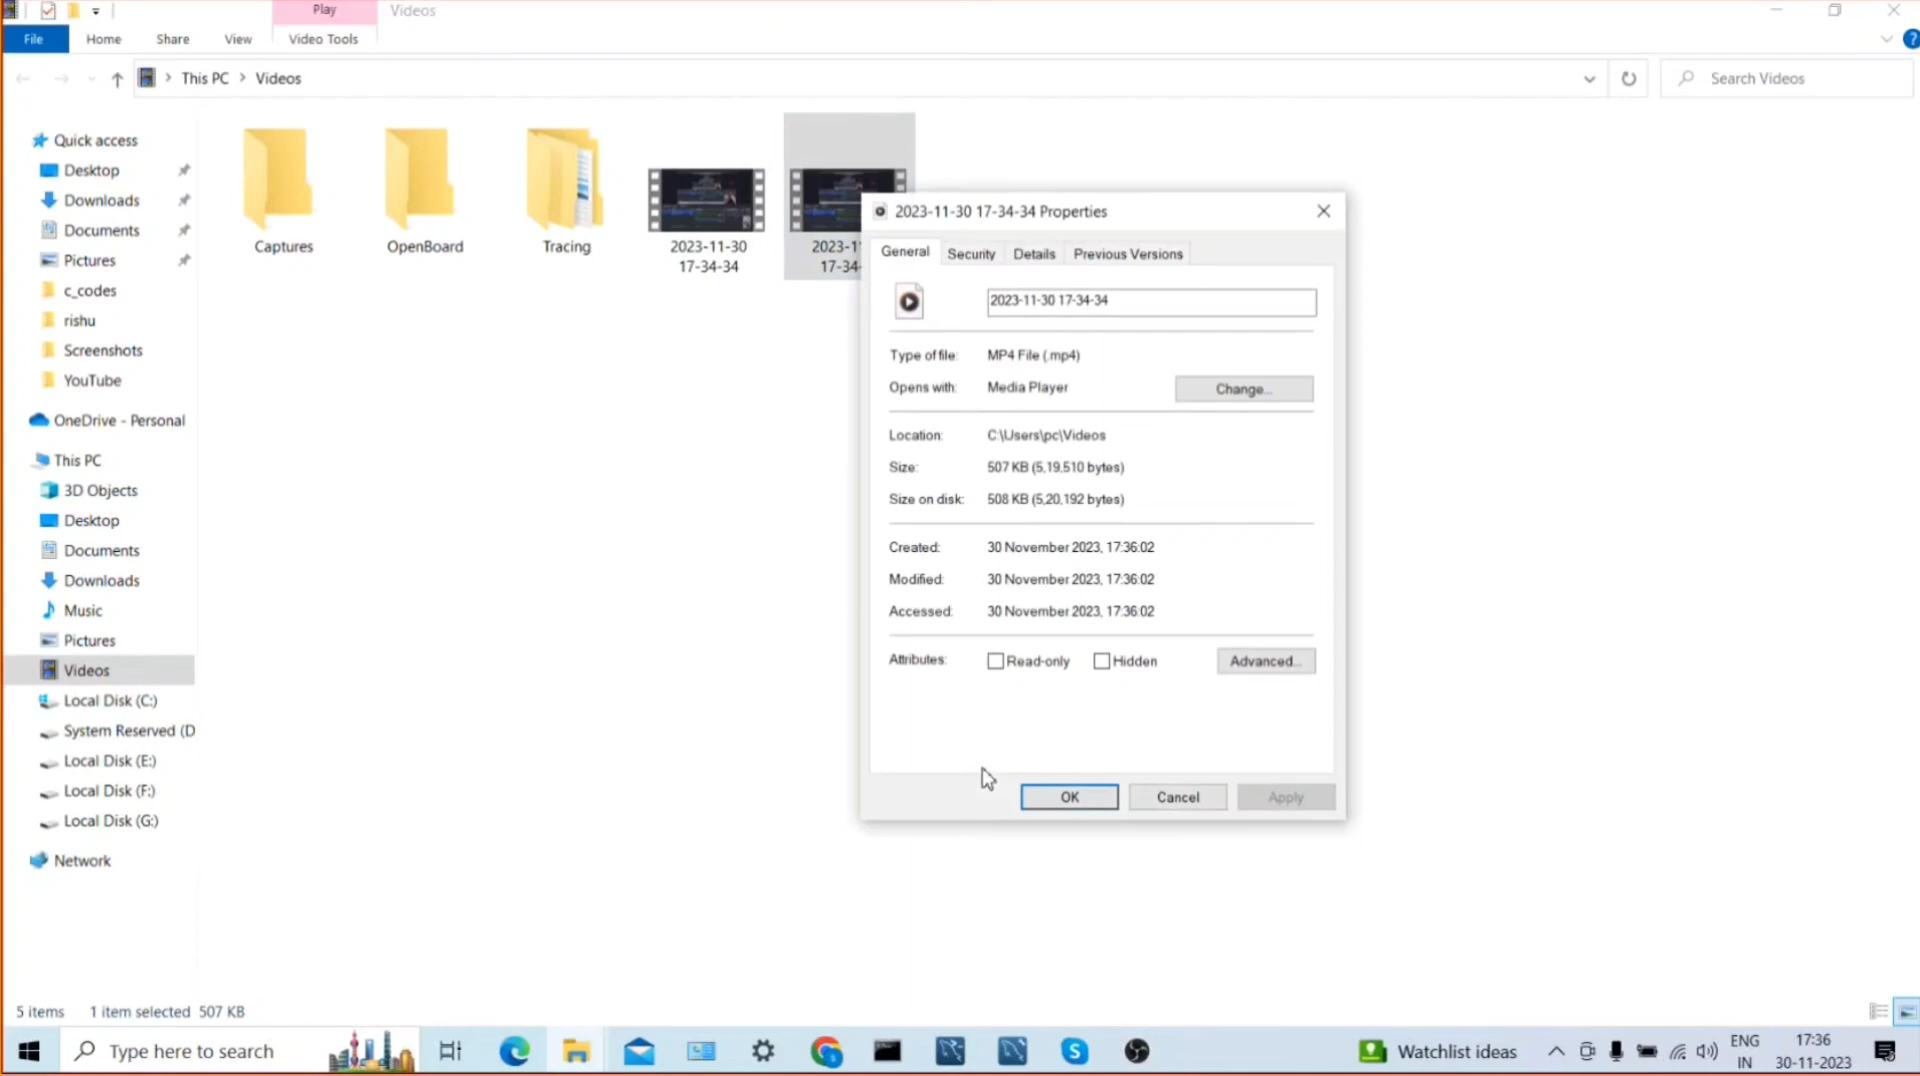 Play
Videos
File
Home
Share
View
Video Tools
?
This PC
Videos
Search Videos
Quick access
Desktop
Downloads
Documents
Pictures
c_codes
rishu
Screenshots
YouTube
OneDrive - Personal
This PC
3D Objects
Desktop
Documents
Downloads
Music
Pictures
Videos
Local Disk (C:)
System Reserved (D
Local Disk (E:)
Local Disk (F:)
Local Disk (G:)
Network
Captures
OpenBoard
Tracing
2023-11-30
17-34-34
2023-11
17-34-
2023-11-30 17-34-34 Properties
General
Security
Details
Previous Versions
2023-11-30 17-34-34
Type of file:
MP4 File (.mp4)
Opens with:
Media Player
Change...
Location:
C:\Users\pc\Videos
Size:
507 KB (5,19,510 bytes)
Size on disk:
508 KB (5,20,192 bytes)
Created:
30 November 2023, 17:36:02
Modified:
30 November 2023, 17:36:02
Accessed:
30 November 2023, 17:36:02
Attributes:
Read-only
Hidden
Advanced...
OK
Cancel
Apply
5 items
1 item selected 507 KB
Type here to search
Watchlist ideas
ENG
IN
17:36
30-11-2023